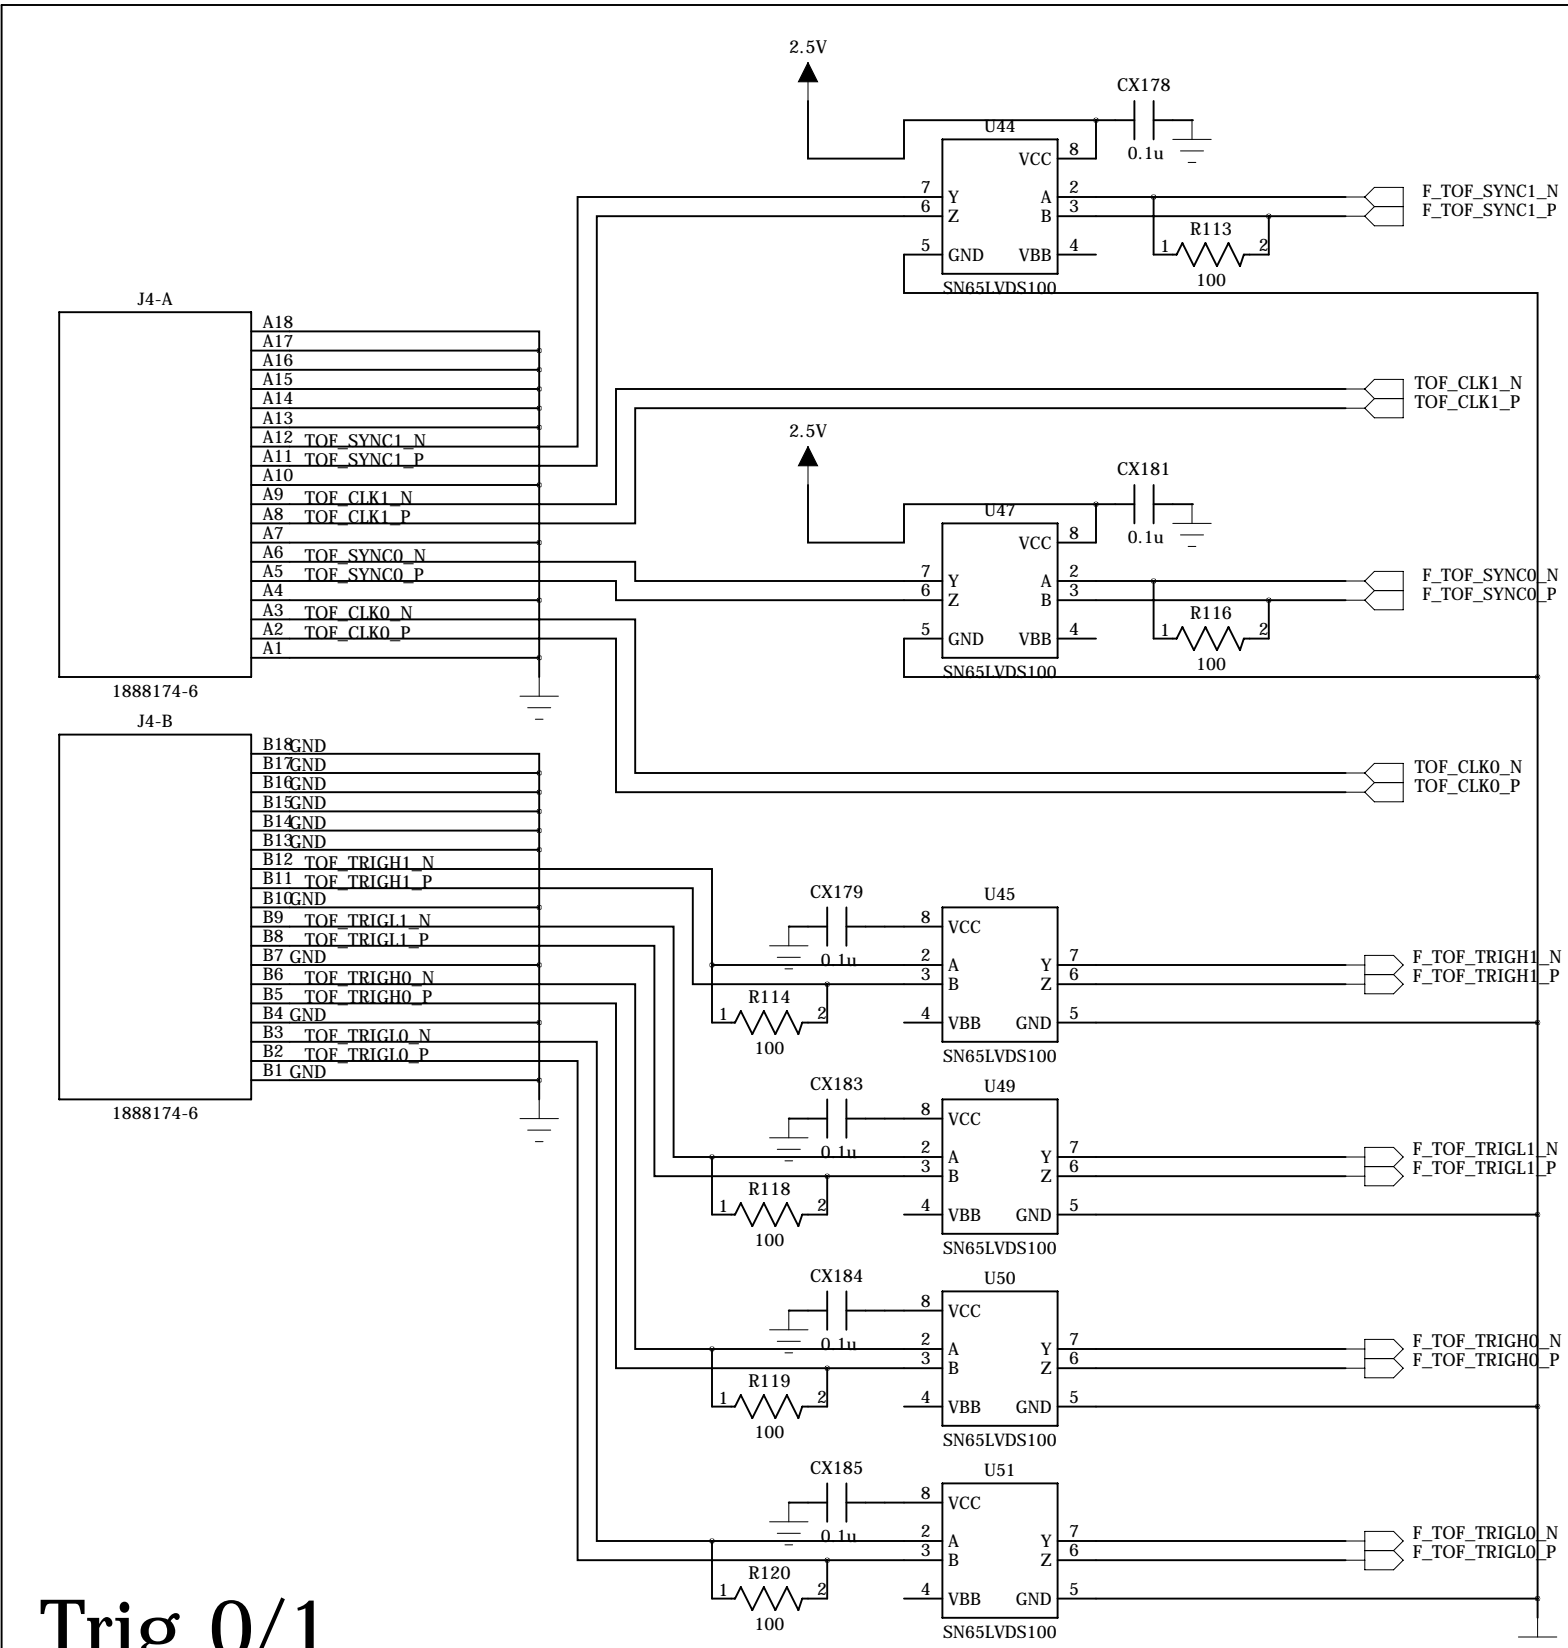 2.5V
CX178
0.1u
U44
VCC 8
7 Y A 2
6 Z B 3
5 GND VBB 4
SN65LVDS100
F_TOF_SYNC1_N
F_TOF_SYNC1_P
R113
1 2
100
J4-A
A18
A17
A16
A15
A14
A13
A12 TOF_SYNC1_N
A11 TOF_SYNC1_P
A10
A9 TOF_CLK1_N
A8 TOF_CLK1_P
A7
A6 TOF_SYNC0_N
A5 TOF_SYNC0_P
A4
A3 TOF_CLK0_N
A2 TOF_CLK0_P
A1
1888174-6
TOF_CLK1_N
TOF_CLK1_P
2.5V
CX181
0.1u
U47
VCC 8
7 Y A 2
6 Z B 3
5 GND VBB 4
SN65LVDS100
F_TOF_SYNC0_N
F_TOF_SYNC0_P
R116
1 2
100
TOF_CLK0_N
TOF_CLK0_P
J4-B
B18 GND
B17 GND
B16 GND
B15 GND
B14 GND
B13 GND
B12 TOF_TRIGH1_N
B11 TOF_TRIGH1_P
B10 GND
B9 TOF_TRIGL1_N
B8 TOF_TRIGL1_P
B7 GND
B6 TOF_TRIGH0_N
B5 TOF_TRIGH0_P
B4 GND
B3 TOF_TRIGL0_N
B2 TOF_TRIGL0_P
B1 GND
1888174-6
CX179
0.1u
U45
8 VCC
2 A Y 7
3 B Z 6
4 VBB GND 5
SN65LVDS100
R114
1 2
100
F_TOF_TRIGH1_N
F_TOF_TRIGH1_P
CX183
0.1u
U49
8 VCC
2 A Y 7
3 B Z 6
4 VBB GND 5
SN65LVDS100
R118
1 2
100
F_TOF_TRIGL1_N
F_TOF_TRIGL1_P
CX184
0.1u
U50
8 VCC
2 A Y 7
3 B Z 6
4 VBB GND 5
SN65LVDS100
R119
1 2
100
F_TOF_TRIGH0_N
F_TOF_TRIGH0_P
CX185
0.1u
U51
8 VCC
2 A Y 7
3 B Z 6
4 VBB GND 5
SN65LVDS100
R120
1 2
100
F_TOF_TRIGL0_N
F_TOF_TRIGL0_P
Trig 0/1